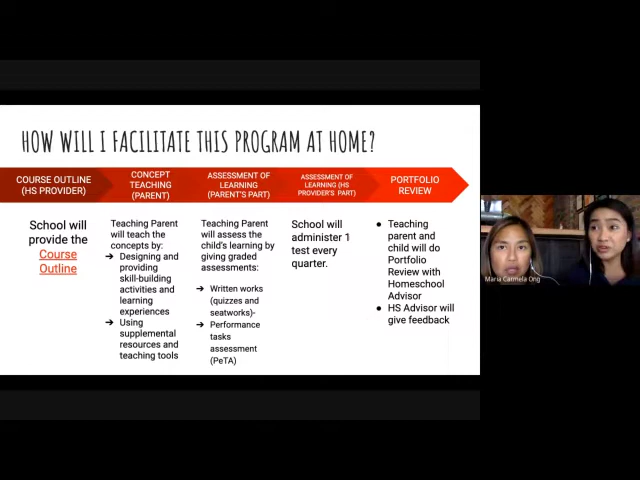 HOW WILL I FACILITATE THIS PROGRAM AT HOME?
COURSE OUTLINE
(HS PROVIDER)
CONCEPT
TEACHING
(PARENT)
ASSESSMENT OF
LEARNING
(PARENT'S PART)
ASSESSMENT OF
LEARNING (HS
PROVIDER'S PART)
PORTFOLIO
REVIEW
School will
provide the
Course
Outline
Teaching Parent
will teach the
concepts by:
➔ Designing and
providing
skill-building
activities and
learning
experiences
➔ Using
supplemental
resources and
teaching tools
Teaching Parent
will assess the
child's learning by
giving graded
assessments:
➔ Written works
(quizzes and
seatworks)-
➔ Performance
tasks
assessment
(PeTA)
School will
administer 1
test every
quarter.
● Teaching
parent and
child will do
Portfolio
Review with
Homeschool
Advisor
● HS Advisor will
give feedback
Maria Carmela Ong